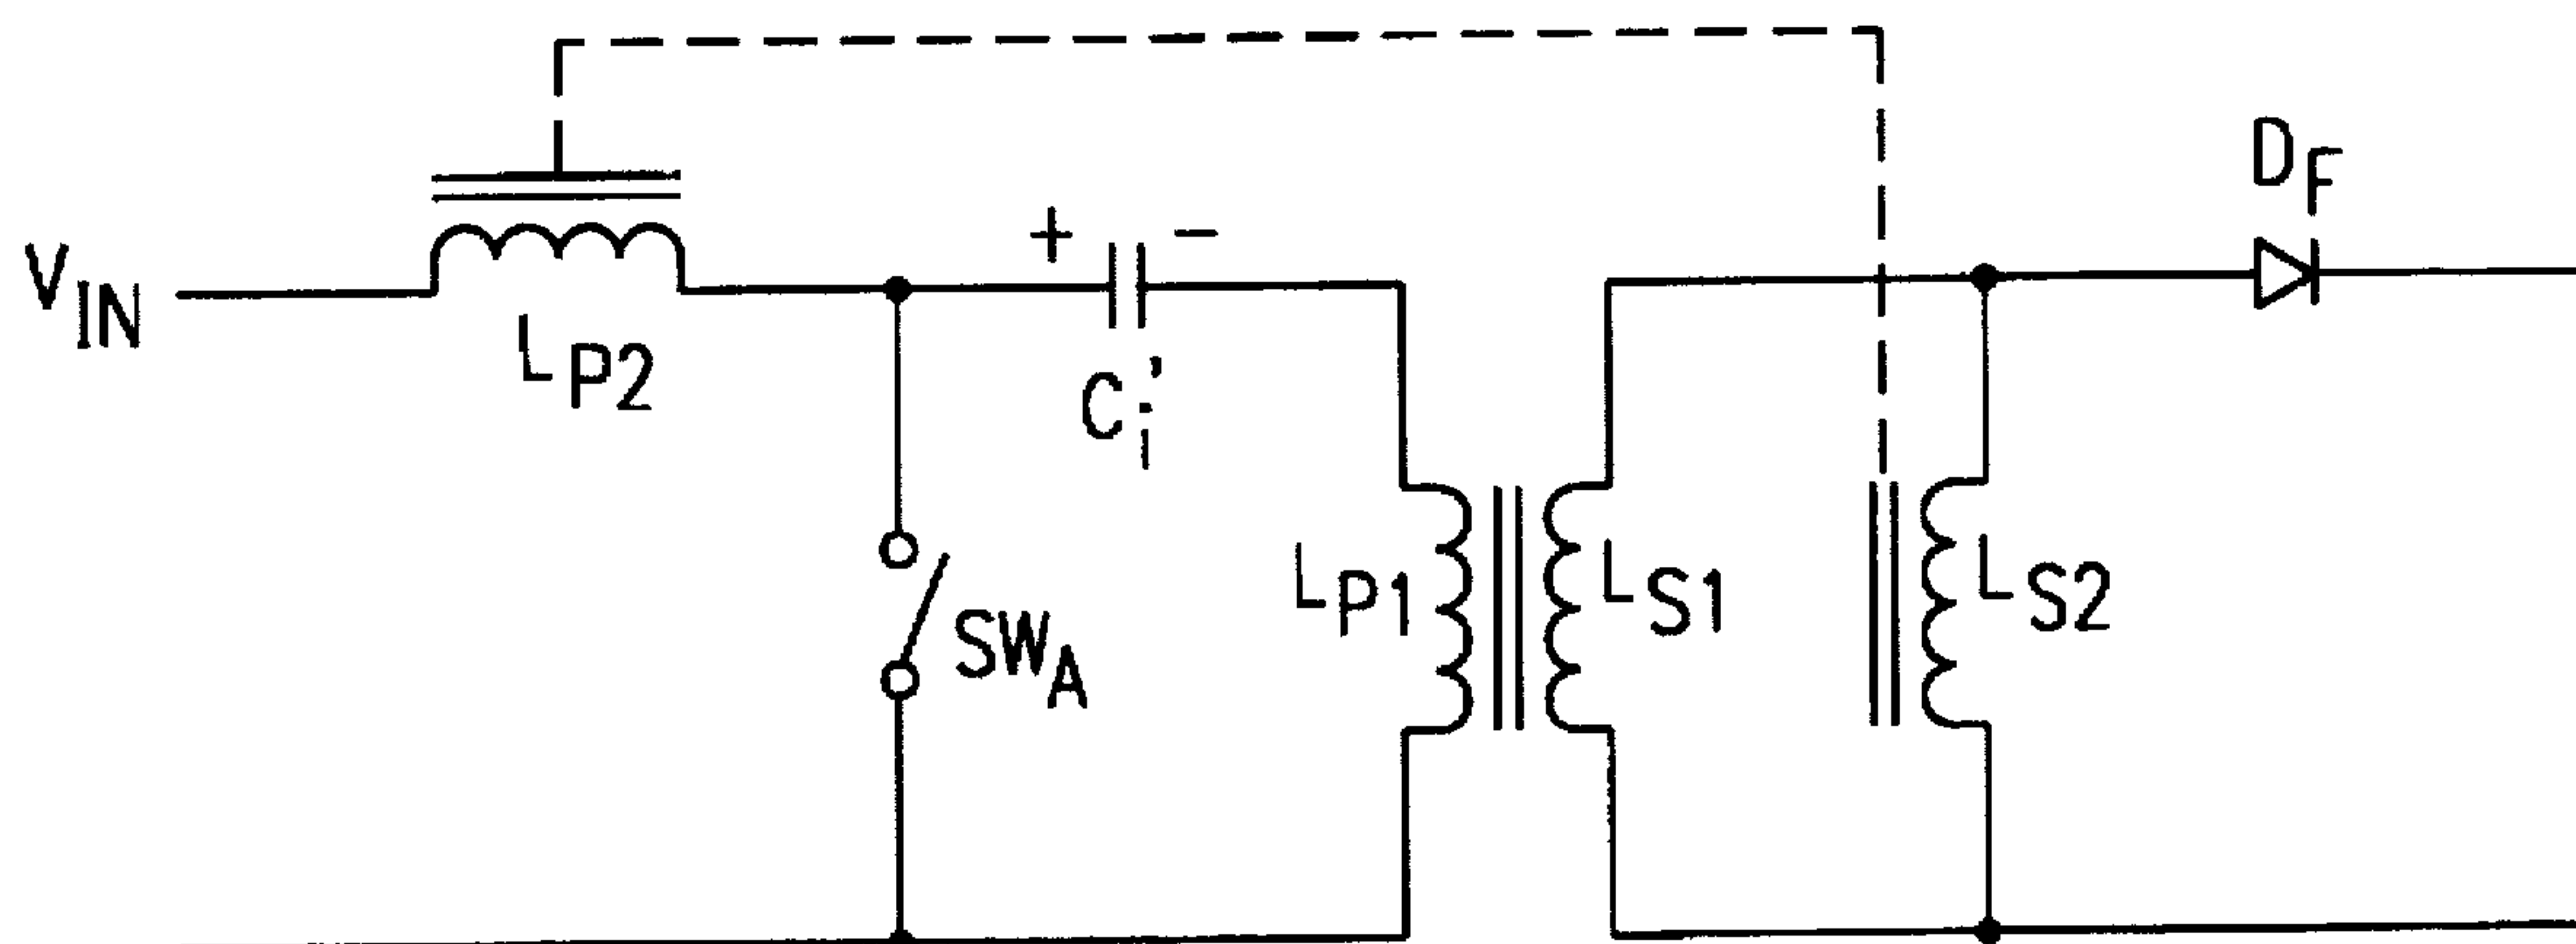 V_IN
L_P2
+ -
C_i'
SW_A
L_P1
L_S1
L_S2
D_F